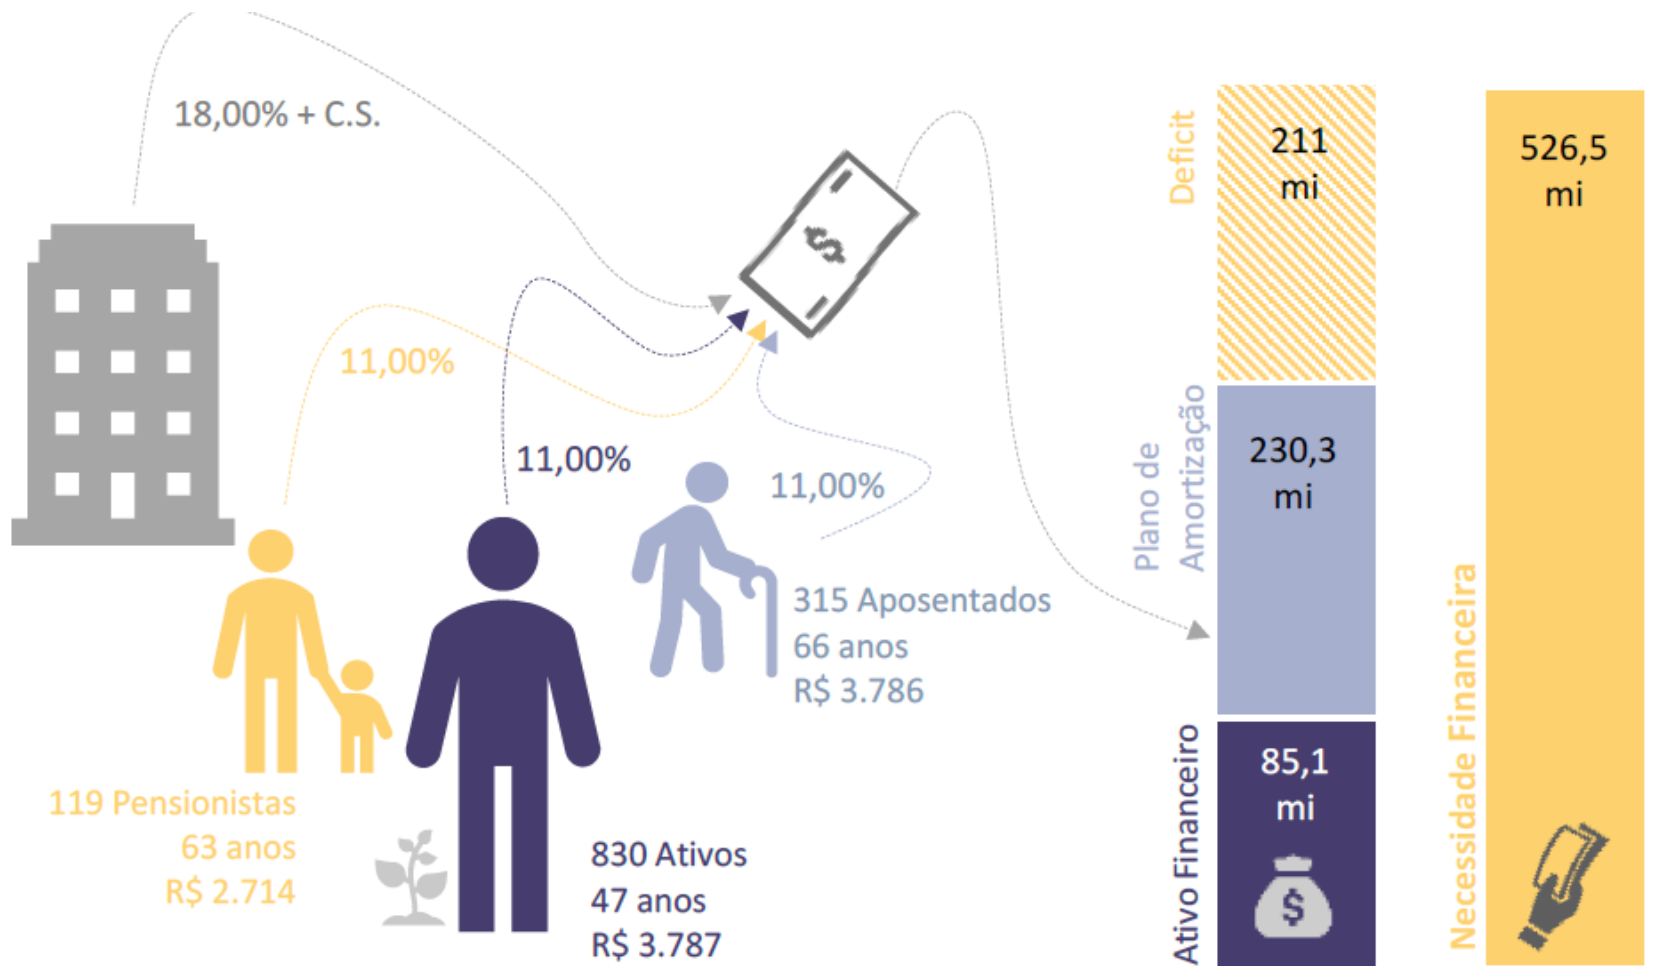 18,00% + C.S.
11,00%
11,00%
11,00%
119 Pensionistas
63 anos
R$ 2.714
830 Ativos
47 anos
R$ 3.787
315 Aposentados
66 anos
R$ 3.786
$
Deficit
211
mi
Plano de
Amortização
230,3
mi
Ativo Financeiro
85,1
mi
$
Necessidade Financeira
526,5
mi